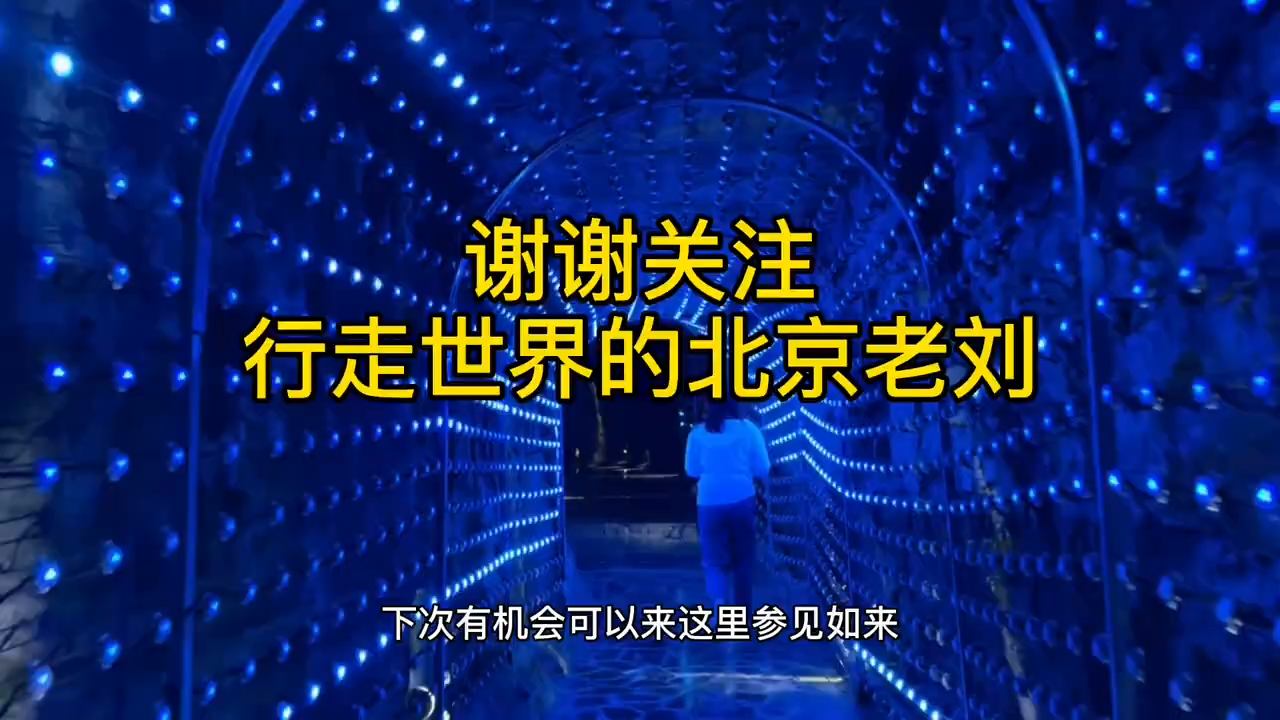 谢谢关注
行走世界的北京老刘
下次有机会可以来这里参见如来